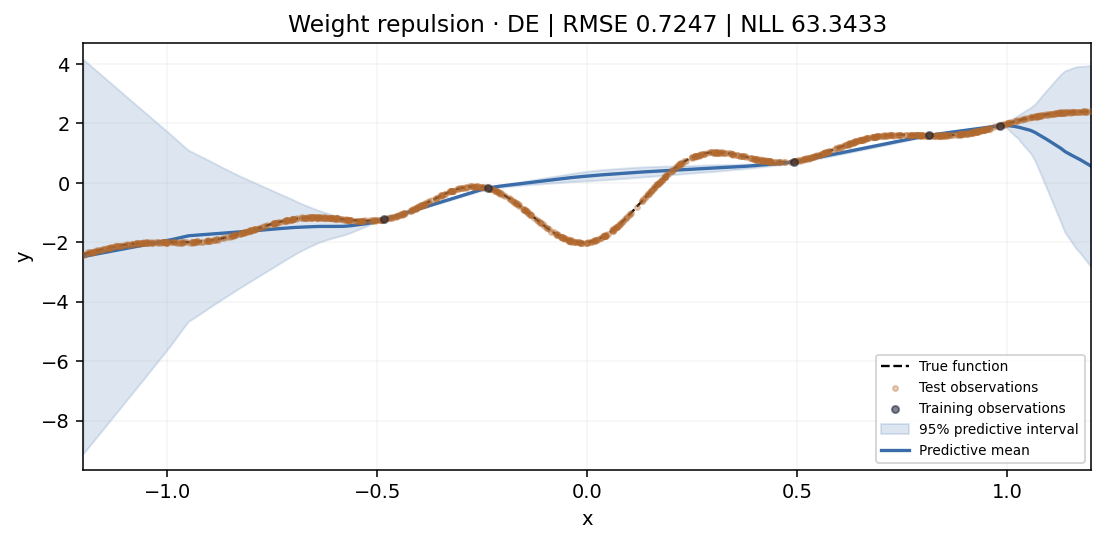 Weight repulsion · DE | RMSE 0.7247 | NLL 63.3433
y
4
2
0
−2
−4
−6
−8
True function
Test observations
Training observations
95% predictive interval
Predictive mean
−1.0 −0.5 0.0 0.5 1.0
x